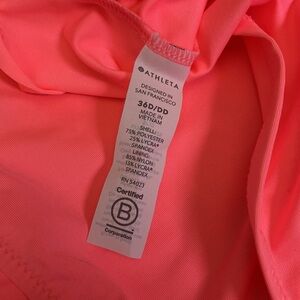 ATHLETA
DESIGNED IN
SAN FRANCISCO
36D/DD
MADE IN
VIETNAM
SHELL:
75% POLYESTER
25% LYCRA®
SPANDEX
LINING:
85% NYLON
15% LYCRA®
SPANDEX
RN 54023
Certified
B
Corporation